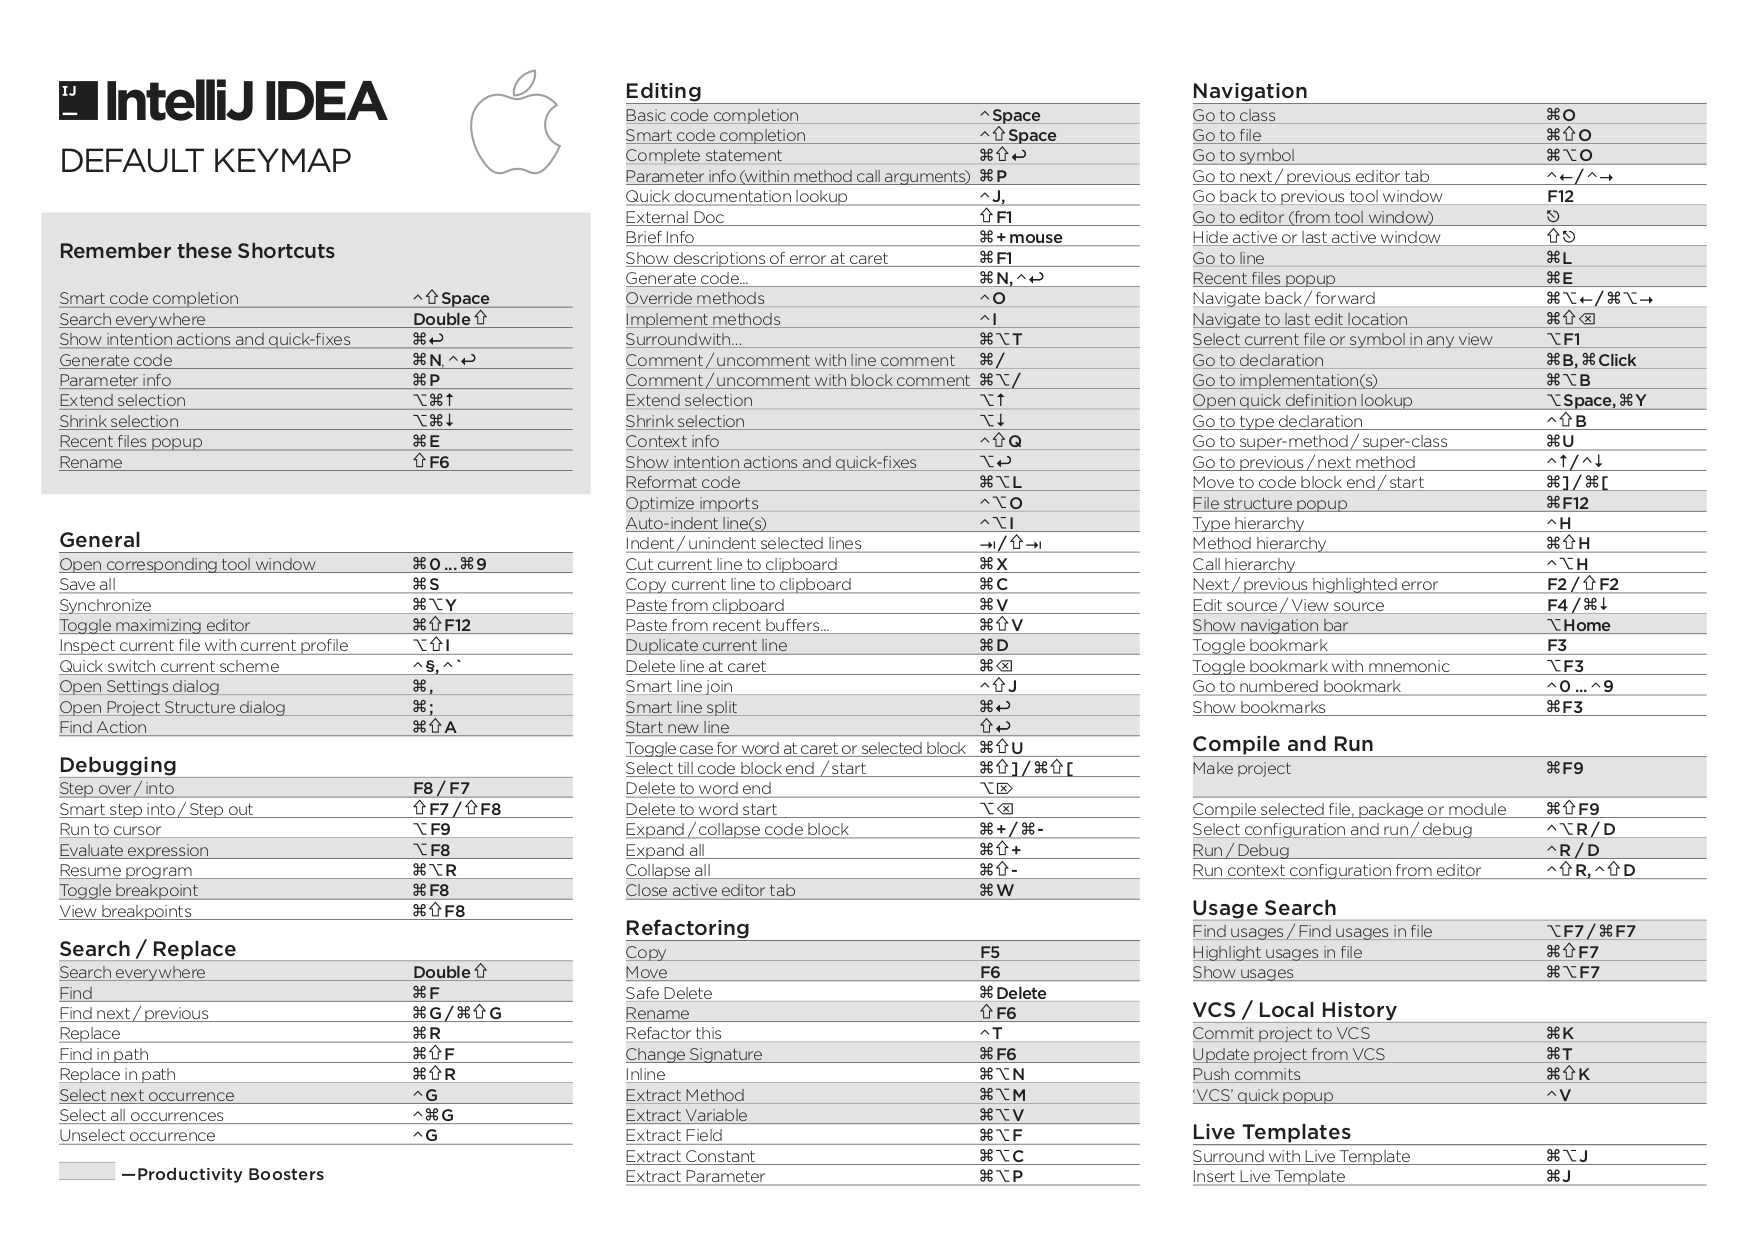 IJ IntelliJ IDEA
DEFAULT KEYMAP
Remember these Shortcuts
Smart code completion ^⇧Space
Search everywhere Double⇧
Show intention actions and quick-fixes ⌘↩
Generate code ⌘N, ^↩
Parameter info ⌘P
Extend selection ⌥⌘↑
Shrink selection ⌥⌘↓
Recent files popup ⌘E
Rename ⇧F6
General
Open corresponding tool window ⌘0...⌘9
Save all ⌘S
Synchronize ⌘⌥Y
Toggle maximizing editor ⌘⇧F12
Inspect current file with current profile ⌥⇧I
Quick switch current scheme ^§, ^`
Open Settings dialog ⌘,
Open Project Structure dialog ⌘;
Find Action ⌘⇧A
Debugging
Step over / into F8 / F7
Smart step into / Step out ⇧F7 / ⇧F8
Run to cursor ⌥F9
Evaluate expression ⌥F8
Resume program ⌘⌥R
Toggle breakpoint ⌘F8
View breakpoints ⌘⇧F8
Search / Replace
Search everywhere Double⇧
Find ⌘F
Find next / previous ⌘G / ⌘⇧G
Replace ⌘R
Find in path ⌘⇧F
Replace in path ⌘⇧R
Select next occurrence ^G
Select all occurrences ^⌘G
Unselect occurrence ^G
—Productivity Boosters
Editing
Basic code completion ^Space
Smart code completion ^⇧Space
Complete statement ⌘⇧↩
Parameter info (within method call arguments) ⌘P
Quick documentation lookup ^J,
External Doc ⇧F1
Brief Info ⌘+mouse
Show descriptions of error at caret ⌘F1
Generate code... ⌘N, ^↩
Override methods ^O
Implement methods ^I
Surroundwith... ⌘⌥T
Comment / uncomment with line comment ⌘/
Comment / uncomment with block comment ⌘⌥/
Extend selection ⌥↑
Shrink selection ⌥↓
Context info ^⇧Q
Show intention actions and quick-fixes ⌥↩
Reformat code ⌘⌥L
Optimize imports ^⌥O
Auto-indent line(s) ^⌥I
Indent / unindent selected lines ⇥ / ⇧⇥
Cut current line to clipboard ⌘X
Copy current line to clipboard ⌘C
Paste from clipboard ⌘V
Paste from recent buffers... ⌘⇧V
Duplicate current line ⌘D
Delete line at caret ⌘⌫
Smart line join ^⇧J
Smart line split ⌘↩
Start new line ⇧↩
Toggle case for word at caret or selected block ⌘⇧U
Select till code block end / start ⌘⇧] / ⌘⇧[
Delete to word end ⌥⌦
Delete to word start ⌥⌫
Expand / collapse code block ⌘+ / ⌘-
Expand all ⌘⇧+
Collapse all ⌘⇧-
Close active editor tab ⌘W
Refactoring
Copy F5
Move F6
Safe Delete ⌘Delete
Rename ⇧F6
Refactor this ^T
Change Signature ⌘F6
Inline ⌘⌥N
Extract Method ⌘⌥M
Extract Variable ⌘⌥V
Extract Field ⌘⌥F
Extract Constant ⌘⌥C
Extract Parameter ⌘⌥P
Navigation
Go to class ⌘O
Go to file ⌘⇧O
Go to symbol ⌘⌥O
Go to next / previous editor tab ^← / ^→
Go back to previous tool window F12
Go to editor (from tool window) ⎋
Hide active or last active window ⇧⎋
Go to line ⌘L
Recent files popup ⌘E
Navigate back / forward ⌘⌥← / ⌘⌥→
Navigate to last edit location ⌘⇧⌫
Select current file or symbol in any view ⌥F1
Go to declaration ⌘B, ⌘Click
Go to implementation(s) ⌘⌥B
Open quick definition lookup ⌥Space, ⌘Y
Go to type declaration ^⇧B
Go to super-method / super-class ⌘U
Go to previous / next method ^↑ / ^↓
Move to code block end / start ⌘] / ⌘[
File structure popup ⌘F12
Type hierarchy ^H
Method hierarchy ⌘⇧H
Call hierarchy ^⌥H
Next / previous highlighted error F2 / ⇧F2
Edit source / View source F4 / ⌘↓
Show navigation bar ⌥Home
Toggle bookmark F3
Toggle bookmark with mnemonic ⌥F3
Go to numbered bookmark ^0 ... ^9
Show bookmarks ⌘F3
Compile and Run
Make project ⌘F9
Compile selected file, package or module ⌘⇧F9
Select configuration and run / debug ^⌥R / D
Run / Debug ^R / D
Run context configuration from editor ^⇧R, ^⇧D
Usage Search
Find usages / Find usages in file ⌥F7 / ⌘F7
Highlight usages in file ⌘⇧F7
Show usages ⌘⌥F7
VCS / Local History
Commit project to VCS ⌘K
Update project from VCS ⌘T
Push commits ⌘⇧K
‘VCS’ quick popup ^V
Live Templates
Surround with Live Template ⌘⌥J
Insert Live Template ⌘J